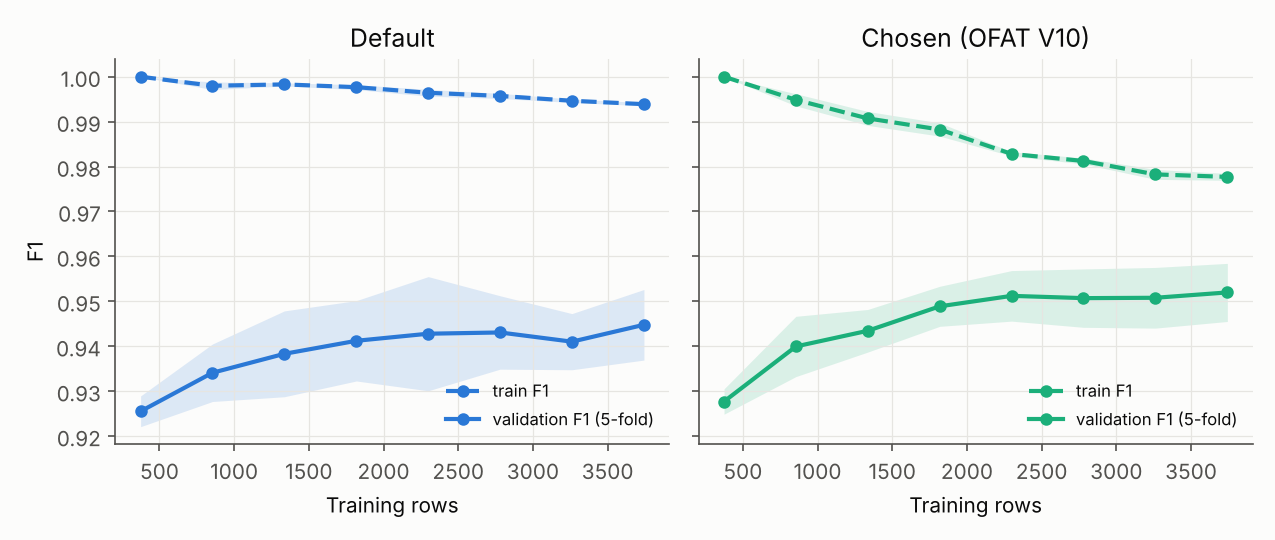 Default
Chosen (OFAT V10)
1.00
0.99
0.98
0.97
0.96
0.95
0.94
0.93
0.92
F1
train F1
validation F1 (5-fold)
train F1
validation F1 (5-fold)
500 1000 1500 2000 2500 3000 3500
500 1000 1500 2000 2500 3000 3500
Training rows
Training rows